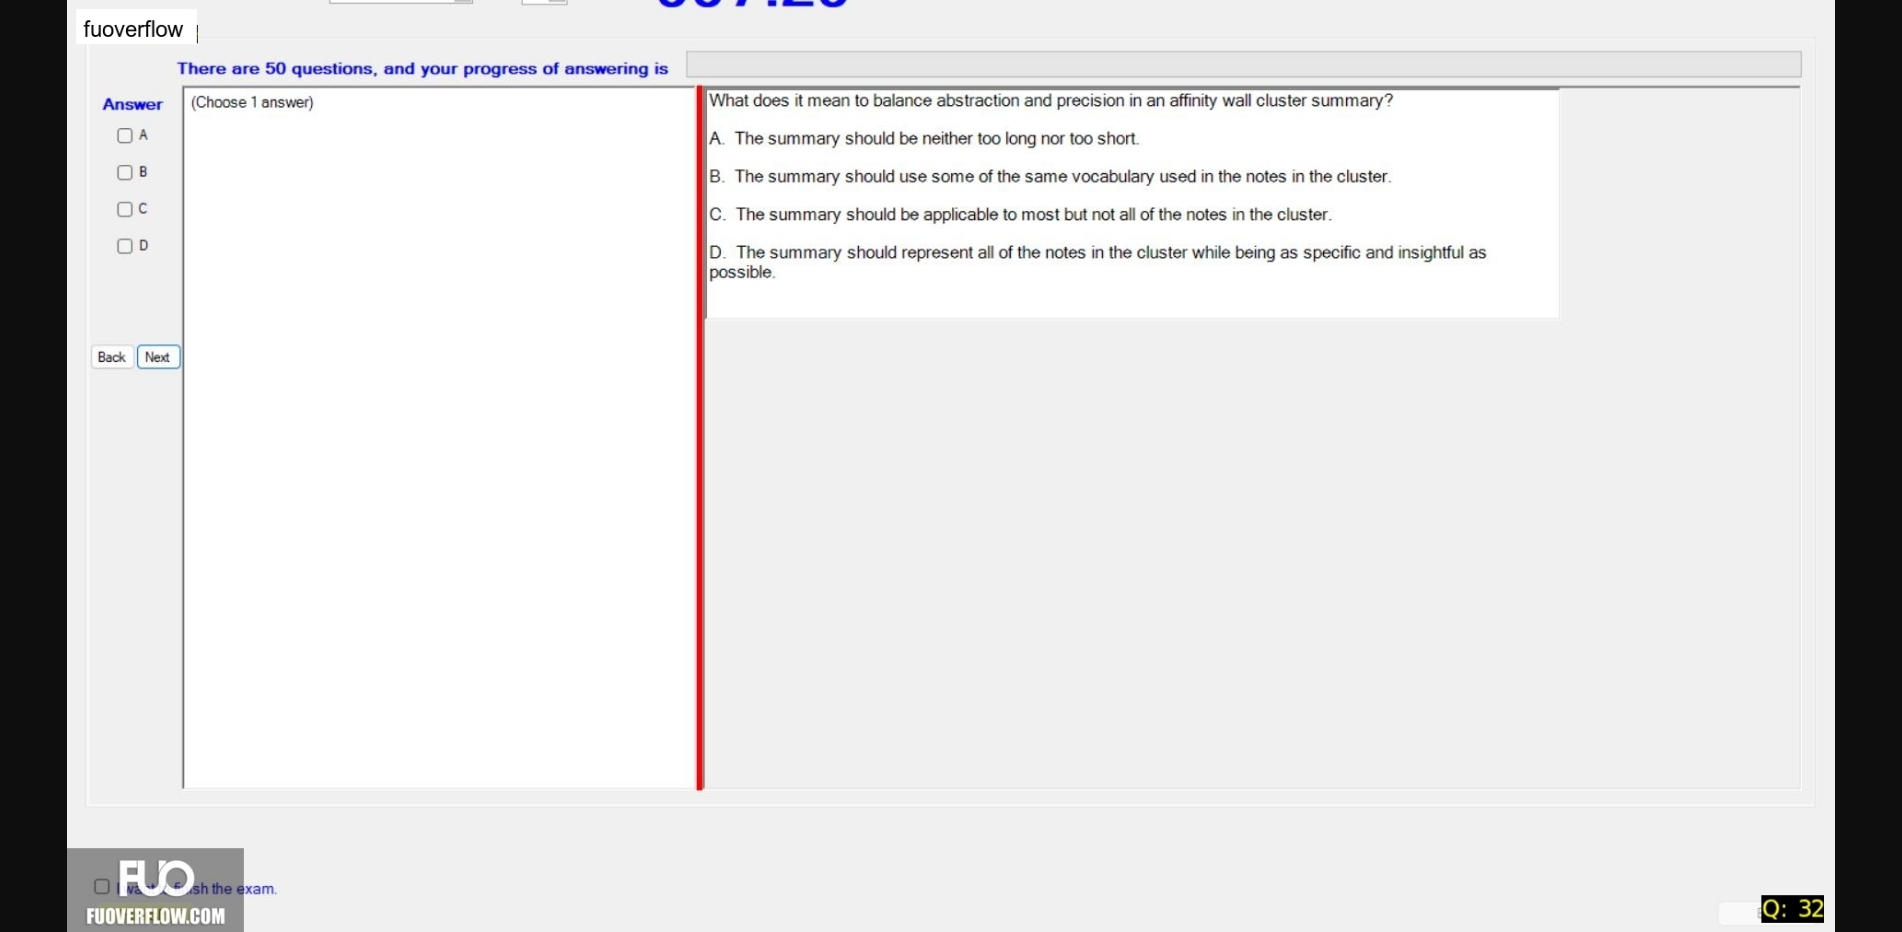 fuoverflow
There are 50 questions, and your progress of answering is
Answer
(Choose 1 answer)
A
B
C
D
Back Next
What does it mean to balance abstraction and precision in an affinity wall cluster summary?
A. The summary should be neither too long nor too short.
B. The summary should use some of the same vocabulary used in the notes in the cluster.
C. The summary should be applicable to most but not all of the notes in the cluster.
D. The summary should represent all of the notes in the cluster while being as specific and insightful as
possible.
FUO
sh the exam.
FUOVERFLOW.COM
Q: 32